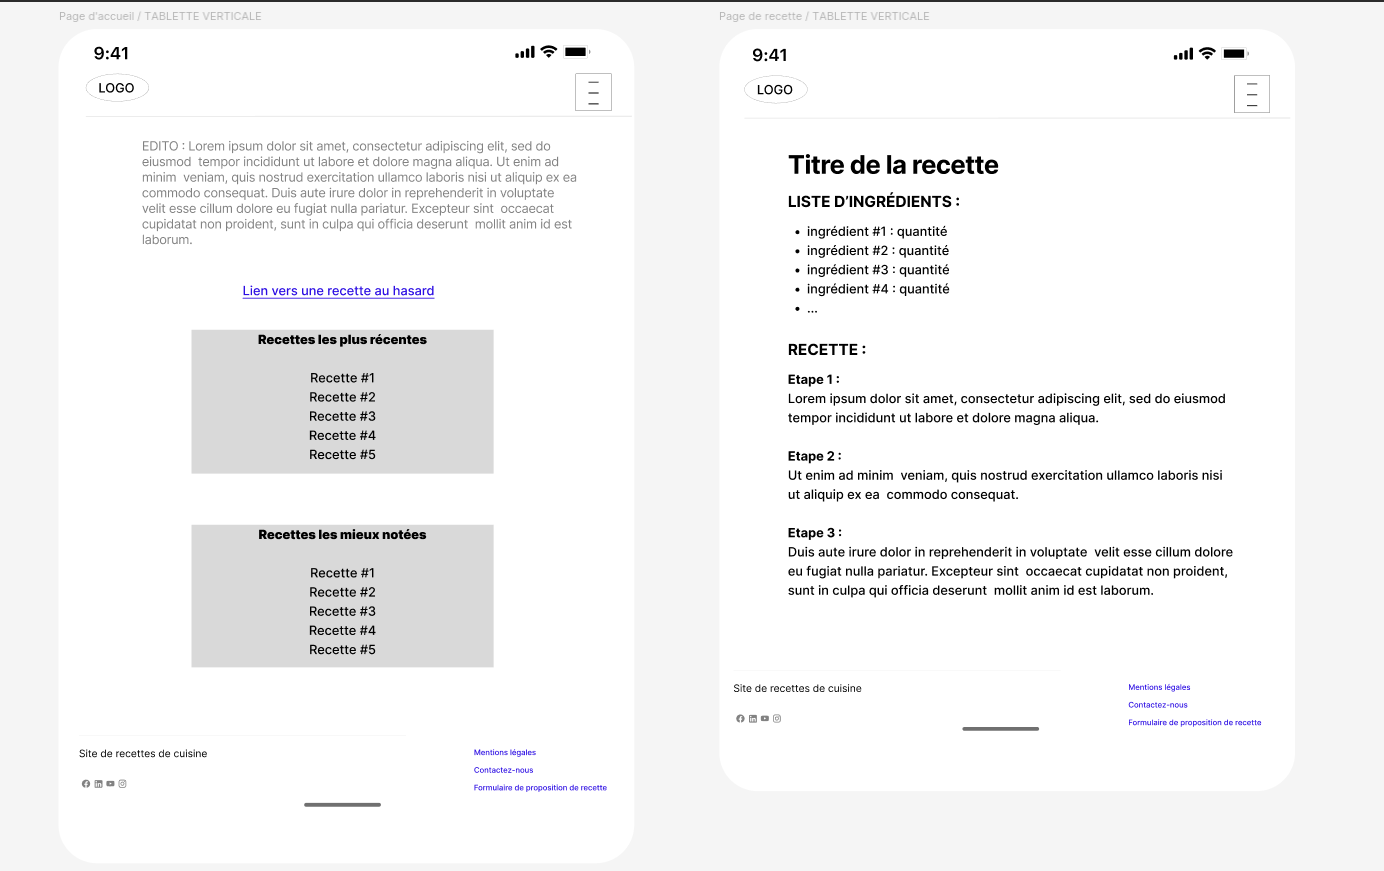 Page d'accueil / TABLETTE VERTICALE
9:41
LOGO
EDITO : Lorem ipsum dolor sit amet, consectetur adipiscing elit, sed do
eiusmod  tempor incididunt ut labore et dolore magna aliqua. Ut enim ad
minim  veniam, quis nostrud exercitation ullamco laboris nisi ut aliquip ex ea
commodo consequat. Duis aute irure dolor in reprehenderit in voluptate
velit esse cillum dolore eu fugiat nulla pariatur. Excepteur sint  occaecat
cupidatat non proident, sunt in culpa qui officia deserunt  mollit anim id est
laborum.
Lien vers une recette au hasard
Recettes les plus récentes
Recette #1
Recette #2
Recette #3
Recette #4
Recette #5
Recettes les mieux notées
Recette #1
Recette #2
Recette #3
Recette #4
Recette #5
Site de recettes de cuisine
Mentions légales
Contactez-nous
Formulaire de proposition de recette
Page de recette / TABLETTE VERTICALE
9:41
LOGO
Titre de la recette
LISTE D’INGRÉDIENTS :
• ingrédient #1 : quantité
• ingrédient #2 : quantité
• ingrédient #3 : quantité
• ingrédient #4 : quantité
• ...
RECETTE :
Etape 1 :
Lorem ipsum dolor sit amet, consectetur adipiscing elit, sed do eiusmod
tempor incididunt ut labore et dolore magna aliqua.
Etape 2 :
Ut enim ad minim  veniam, quis nostrud exercitation ullamco laboris nisi
ut aliquip ex ea  commodo consequat.
Etape 3 :
Duis aute irure dolor in reprehenderit in voluptate  velit esse cillum dolore
eu fugiat nulla pariatur. Excepteur sint  occaecat cupidatat non proident,
sunt in culpa qui officia deserunt  mollit anim id est laborum.
Site de recettes de cuisine
Mentions légales
Contactez-nous
Formulaire de proposition de recette